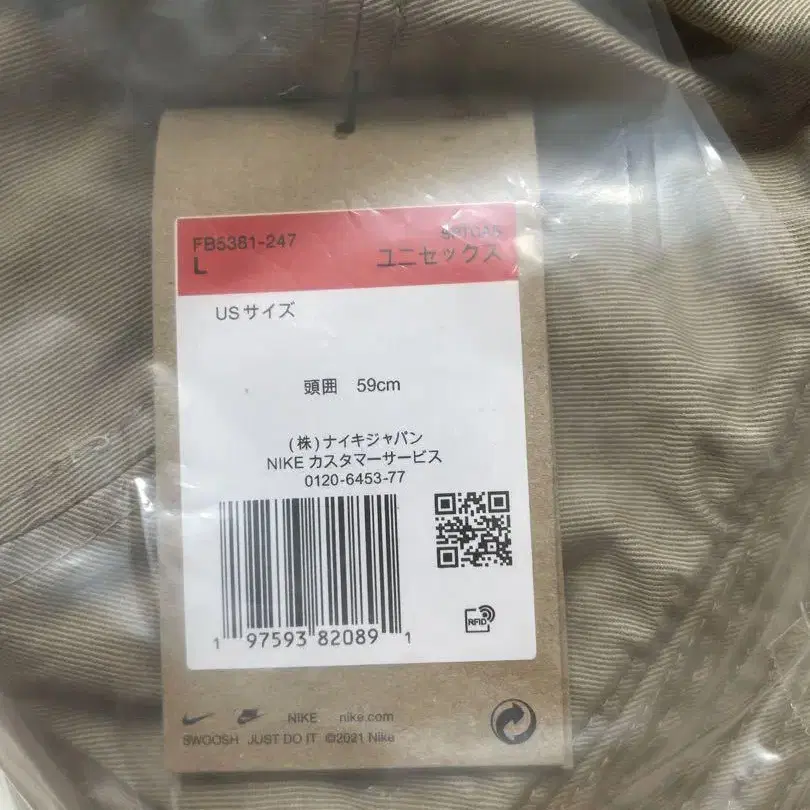 FB5381-247
L
ユニセックス
USサイズ
頭囲 59cm
(株)ナイキジャパン
NIKE カスタマーサービス
0120-6453-77
1 97593 82089 1
RFID
NIKE nike.com
SWOOSH JUST DO IT ©2021 Nike